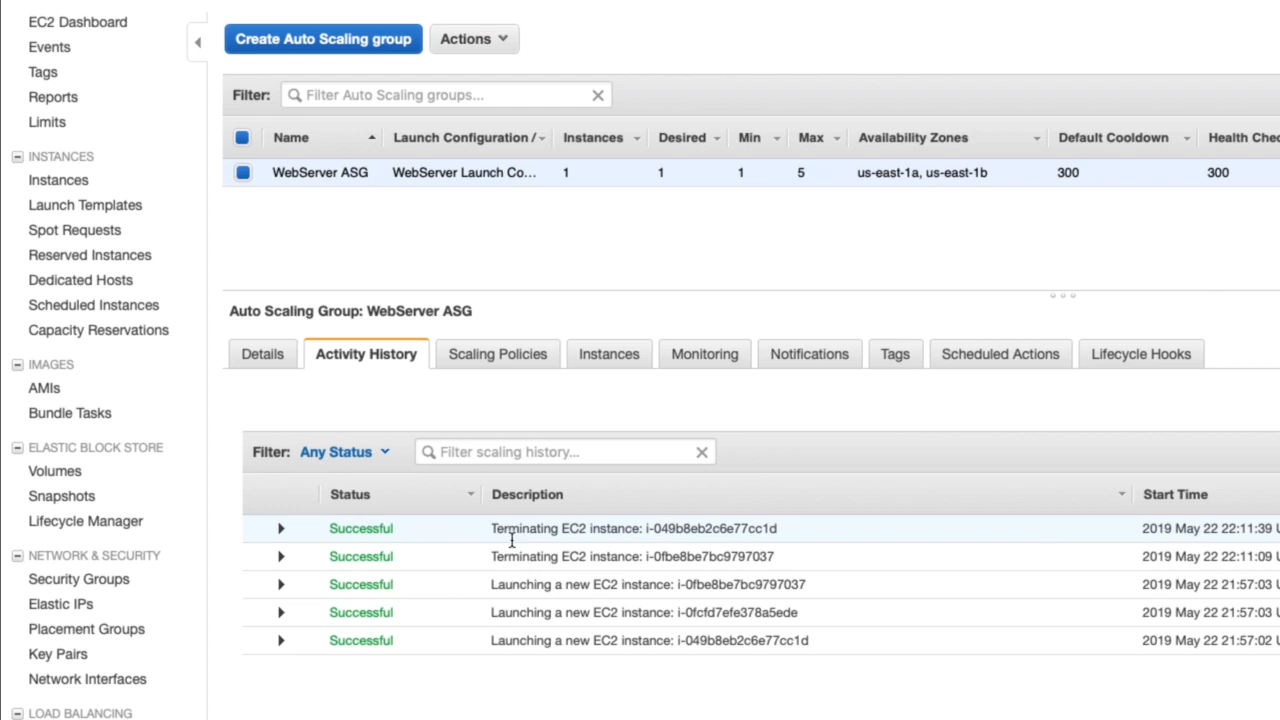 EC2 Dashboard
Events
Tags
Reports
Limits
INSTANCES
Instances
Launch Templates
Spot Requests
Reserved Instances
Dedicated Hosts
Scheduled Instances
Capacity Reservations
IMAGES
AMIs
Bundle Tasks
ELASTIC BLOCK STORE
Volumes
Snapshots
Lifecycle Manager
NETWORK & SECURITY
Security Groups
Elastic IPs
Placement Groups
Key Pairs
Network Interfaces
LOAD BALANCING
Create Auto Scaling group Actions
Filter: Filter Auto Scaling groups...
Name Launch Configuration / Instances Desired Min Max Availability Zones Default Cooldown Health Chec
WebServer ASG WebServer Launch Co... 1 1 1 5 us-east-1a, us-east-1b 300 300
Auto Scaling Group: WebServer ASG
Details Activity History Scaling Policies Instances Monitoring Notifications Tags Scheduled Actions Lifecycle Hooks
Filter: Any Status Filter scaling history...
Status Description Start Time
Successful Terminating EC2 instance: i-049b8eb2c6e77cc1d 2019 May 22 22:11:39 U
Successful Terminating EC2 instance: i-0fbe8be7bc9797037 2019 May 22 22:11:09 U
Successful Launching a new EC2 instance: i-0fbe8be7bc9797037 2019 May 22 21:57:03 U
Successful Launching a new EC2 instance: i-0fcfd7efe378a5ede 2019 May 22 21:57:03 U
Successful Launching a new EC2 instance: i-049b8eb2c6e77cc1d 2019 May 22 21:57:02 U